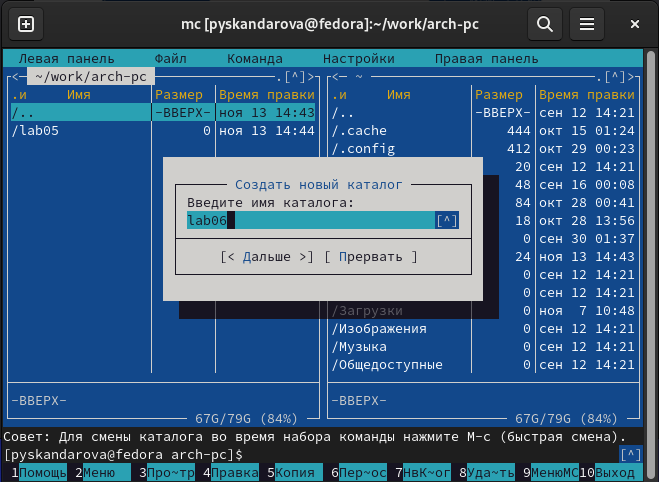 mc [pyskandarova@fedora]:~/work/arch-pc
Левая панель Файл Команда Настройки Правая панель
<─ ~/work/arch-pc .[^]> <─ ~ .[^]>
.и Имя Размер Время правки .и Имя Размер Время правки
/.. -ВВЕРХ- ноя 13 14:43 /.. -ВВЕРХ- сен 12 14:21
/lab05 0 ноя 13 14:44 /.cache 444 окт 15 01:24
/.config 412 окт 29 00:23
20 сен 12 14:21
Создать новый каталог 48 сен 16 00:08
Введите имя каталога: 84 окт 28 00:41
lab06 [^] 18 окт 28 13:56
0 сен 30 01:37
[< Дальше >] [ Прервать ] 24 ноя 13 14:43
0 сен 12 14:21
0 сен 12 14:21
/Загрузки 0 ноя 7 10:48
/Изображения 0 сен 12 14:21
/Музыка 0 сен 12 14:21
/Общедоступные 0 сен 12 14:21
-ВВЕРХ- -ВВЕРХ-
67G/79G (84%) 67G/79G (84%)
Совет: Для смены каталога во время набора команды нажмите M-c (быстрая смена).
[pyskandarova@fedora arch-pc]$ [^]
1Помощь 2Меню 3Про~тр 4Правка 5Копия 6Пер~ос 7НвК~ог 8Уда~ть 9МенюMC 10Выход